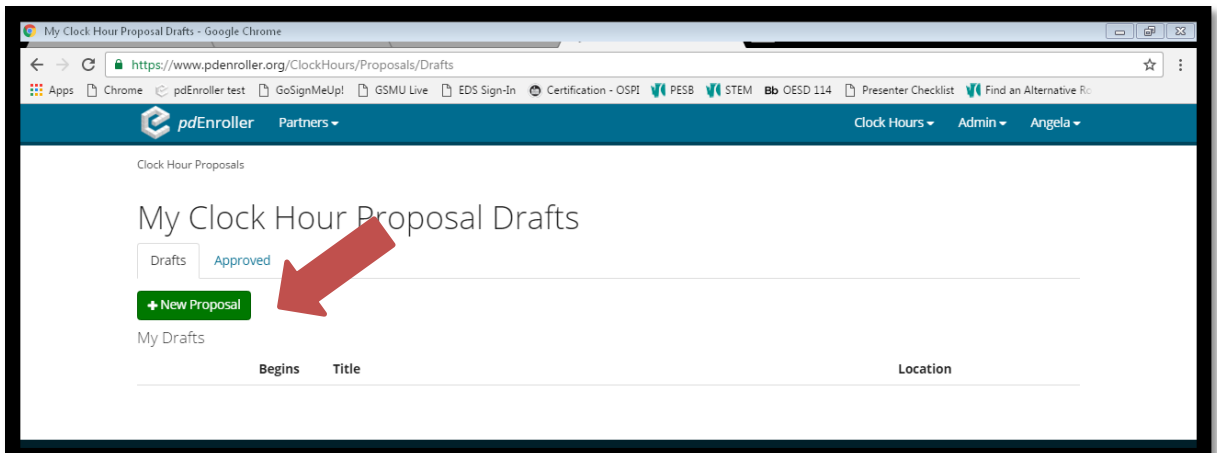 My Clock Hour Proposal Drafts - Google Chrome
https://www.pdenroller.org/ClockHours/Proposals/Drafts
Apps Chrome pdEnroller test GoSignMeUp! GSMU Live EDS Sign-In Certification - OSPI PESB STEM Bb OESD 114 Presenter Checklist Find an Alternative Ro
pdEnroller Partners Clock Hours Admin Angela
Clock Hour Proposals
My Clock Hour Proposal Drafts
Drafts Approved
+ New Proposal
My Drafts
Begins Title Location